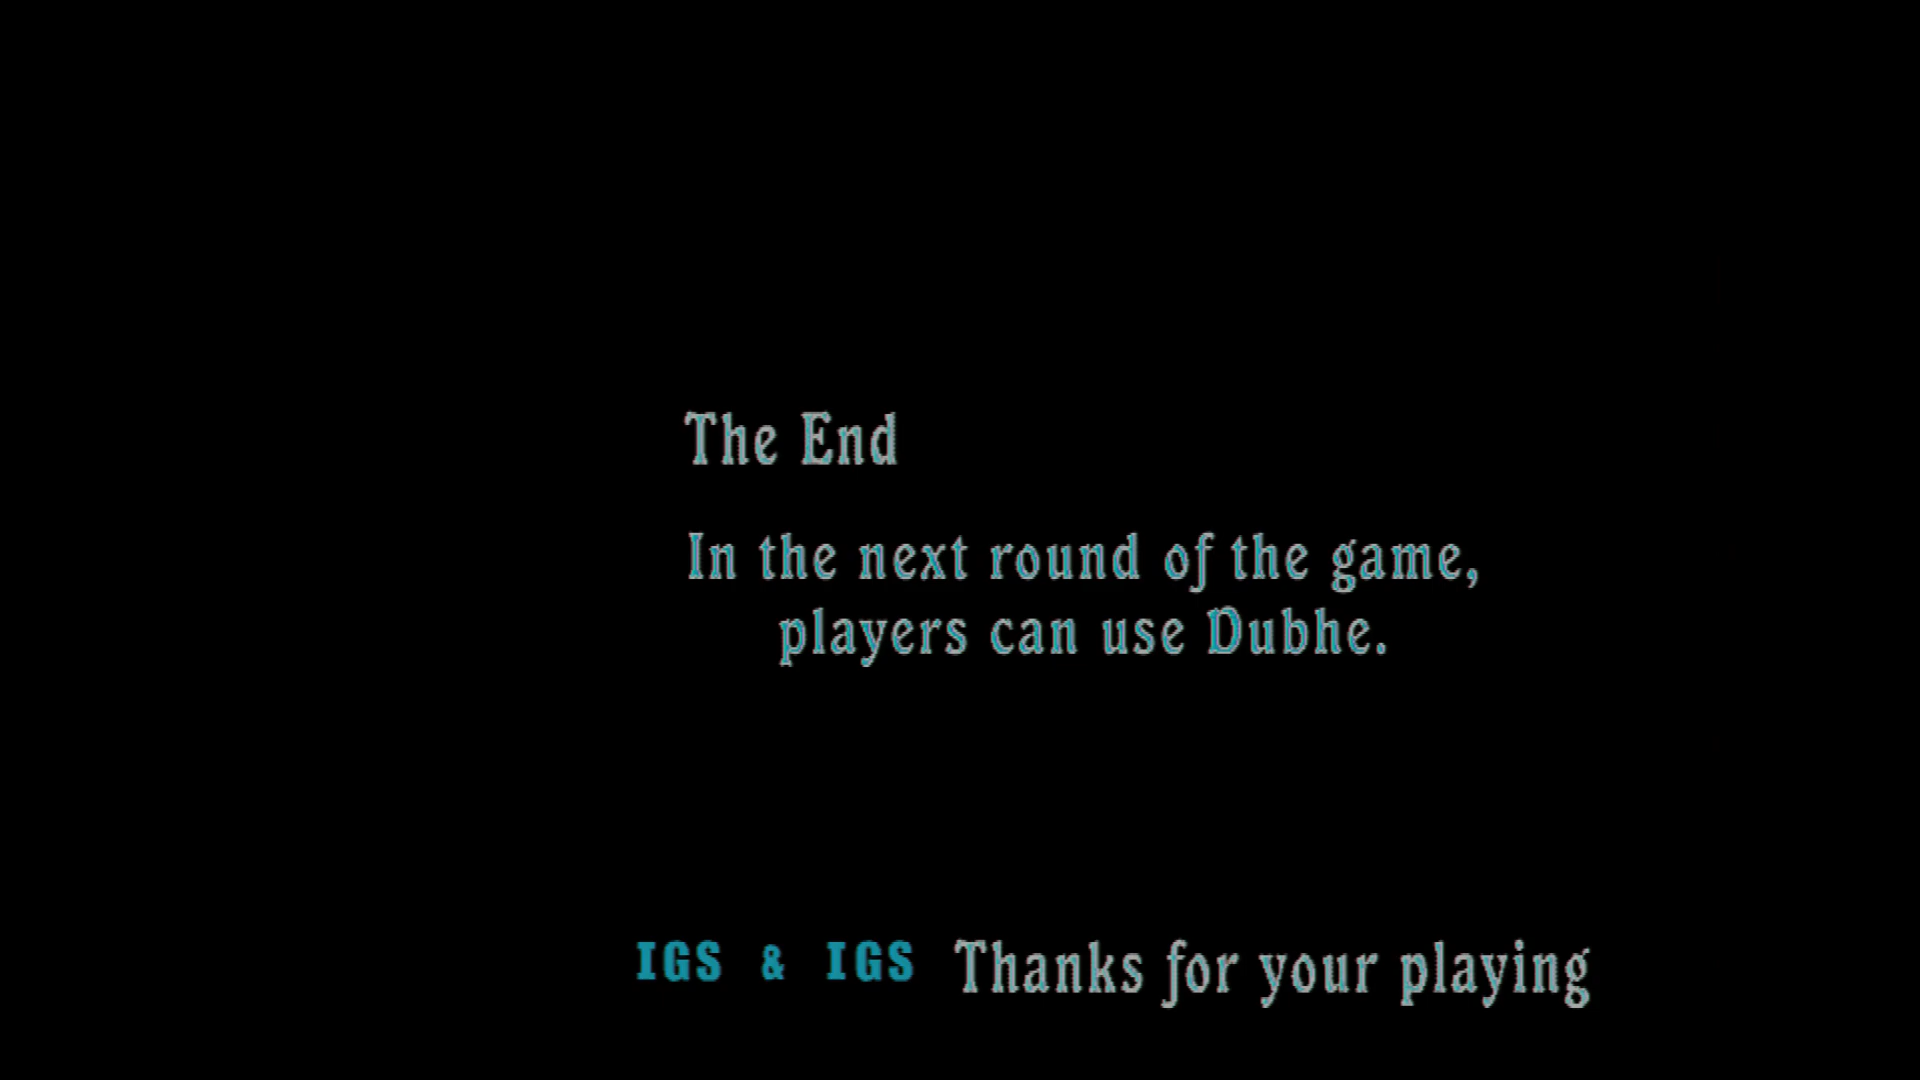 The End
In the next round of the game,
players can use Dubhe.
IGS & IGS Thanks for your playing